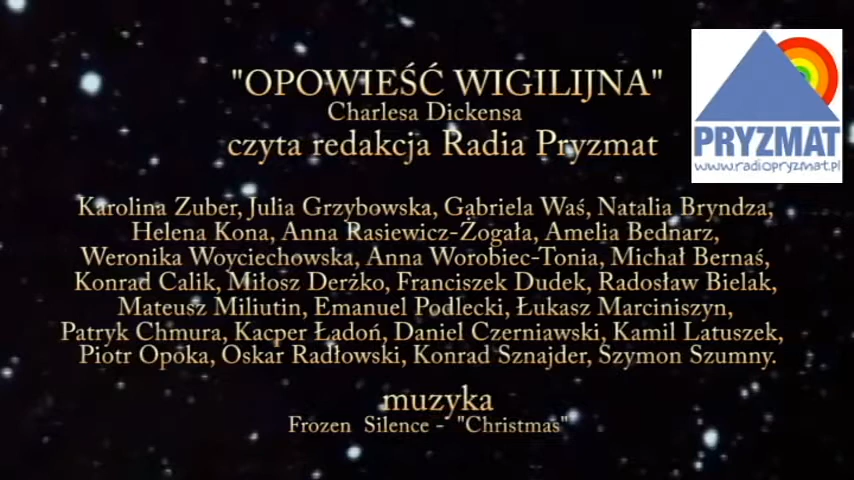 "OPOWIEŚĆ WIGILIJNA"
Charlesa Dickensa
czyta redakcja Radia Pryzmat
PRYZMAT
www.radiopryzmat.pl
Karolina Zuber, Julia Grzybowska, Gabriela Waś, Natalia Bryndza,
Helena Kona, Anna Rasiewicz-Żogała, Amelia Bednarz,
Weronika Woyciechowska, Anna Worobiec-Tonia, Michał Bernaś,
Konrad Calik, Miłosz Derżko, Franciszek Dudek, Radosław Bielak,
Mateusz Miliutin, Emanuel Podlecki, Łukasz Marciniszyn,
Patryk Chmura, Kacper Ładoń, Daniel Czerniawski, Kamil Latuszek,
Piotr Opoka, Oskar Radłowski, Konrad Sznajder, Szymon Szumny.
muzyka
Frozen Silence - "Christmas"